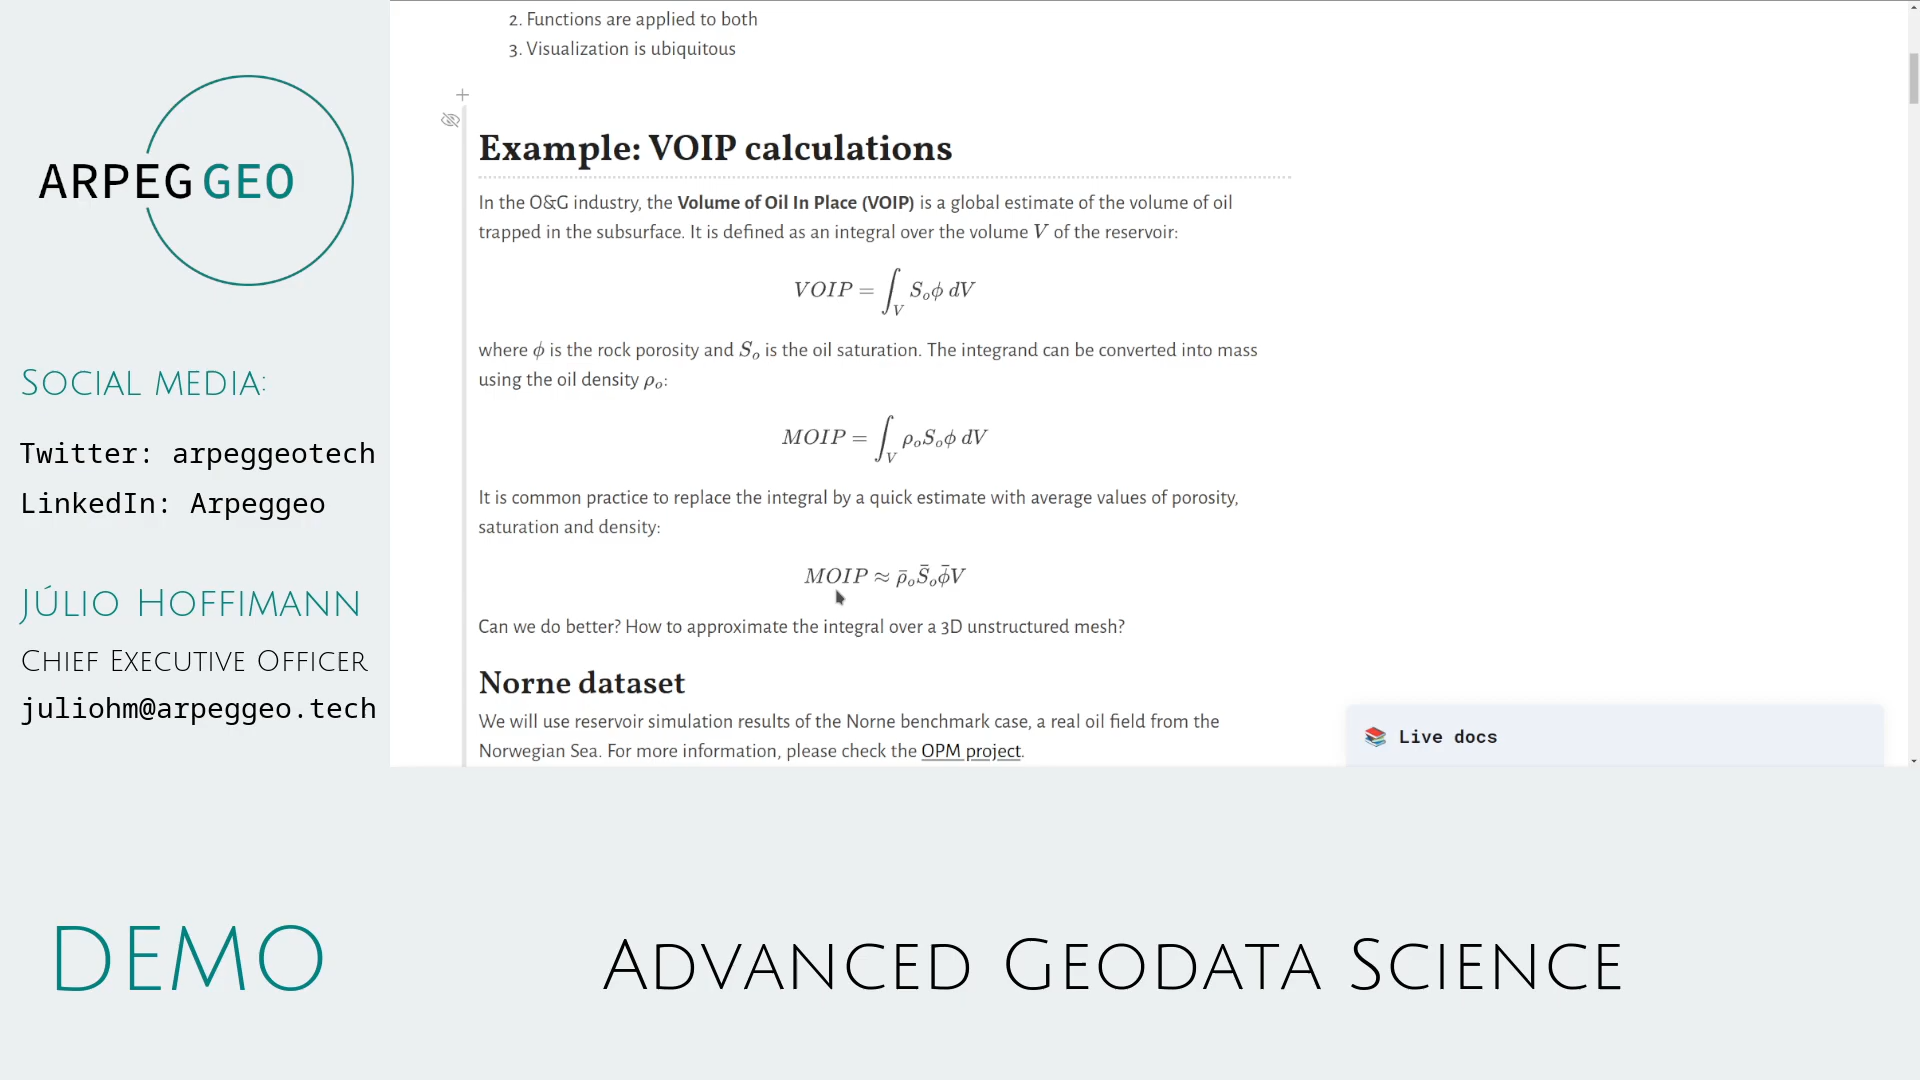 2. Functions are applied to both
3. Visualization is ubiquitous
ARPEGGEO
Example: VOIP calculations
In the O&G industry, the Volume of Oil In Place (VOIP) is a global estimate of the volume of oil
trapped in the subsurface. It is defined as an integral over the volume V of the reservoir:
VOIP = ∫_V S_o ϕ dV
where ϕ is the rock porosity and S_o is the oil saturation. The integrand can be converted into mass
using the oil density ρ_o:
MOIP = ∫_V ρ_o S_o ϕ dV
It is common practice to replace the integral by a quick estimate with average values of porosity,
saturation and density:
MOIP ≈ ρ̄_o S̄_o ϕ̄ V
Can we do better? How to approximate the integral over a 3D unstructured mesh?
Norne dataset
We will use reservoir simulation results of the Norne benchmark case, a real oil field from the
Norwegian Sea. For more information, please check the OPM project.
Live docs
SOCIAL MEDIA:
Twitter: arpeggeotech
LinkedIn: Arpeggeo
JÚLIO HOFFIMANN
CHIEF EXECUTIVE OFFICER
juliohm@arpeggeo.tech
DEMO
ADVANCED GEODATA SCIENCE